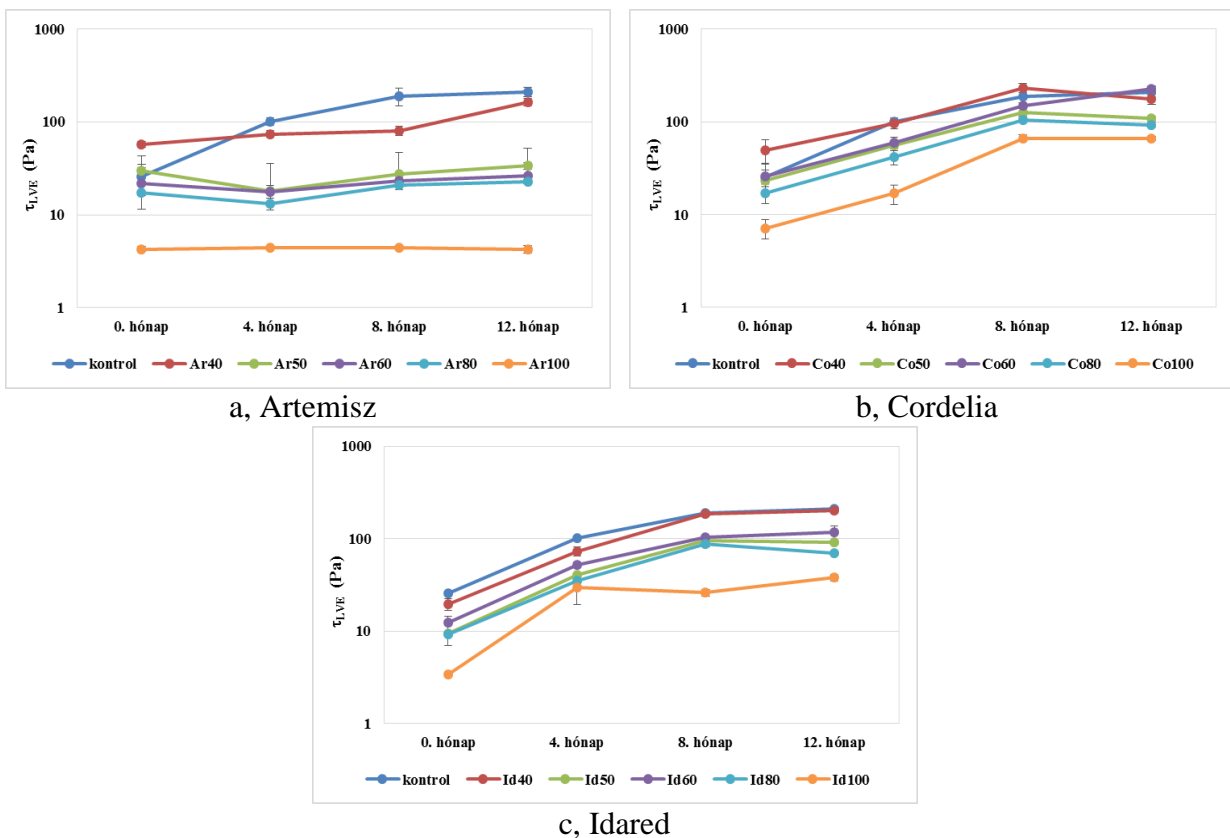 1000
100
10
1
τLVE (Pa)
0. hónap 4. hónap 8. hónap 12. hónap
kontrol Ar40 Ar50 Ar60 Ar80 Ar100
a, Artemisz
1000
100
10
1
τLVE (Pa)
0. hónap 4. hónap 8. hónap 12. hónap
kontrol Co40 Co50 Co60 Co80 Co100
b, Cordelia
1000
100
10
1
τLVE (Pa)
0. hónap 4. hónap 8. hónap 12. hónap
kontrol Id40 Id50 Id60 Id80 Id100
c, Idared